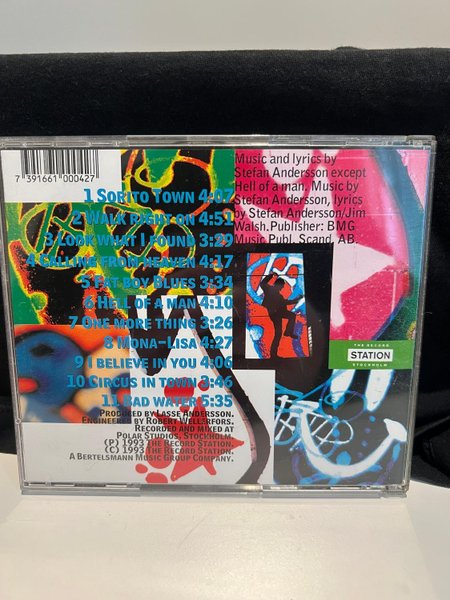 7 391661 000427
Music and lyrics by
Stefan Andersson except
Hell of a man, Music by
Stefan Andersson, lyrics
by Stefan Andersson/Jim
Walsh.Publisher: BMG
Music Publ. Scand, AB.
1 Sorito Town 4:07
2 Walk right on 4:51
3 Look what I found 3:29
4 Calling from heaven 4:17
5 Fat boy Blues 3:34
6 Hell of a man 4:10
7 One more thing 3:26
8 Mona-Lisa 4:27
9 I believe in you 4:06
10 Circus in town 2:46
11 Bad water 5:35
THE RECORD
STATION
STOCKHOLM
Produced by Lasse Andersson.
Engineered by Robert Wellerfors.
Recorded and mixed at
Polar Studios, Stockholm.
(P) 1993 The Record Station.
(C) 1993 The Record Station.
A Bertelsmann Music Group Company.